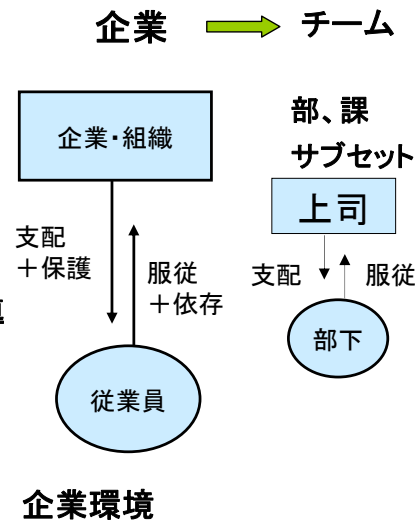 企業
チーム
企業・組織
支配
＋保護
服従
＋依存
従業員
部、課
サブセット
上司
支配
服従
部下
企業環境